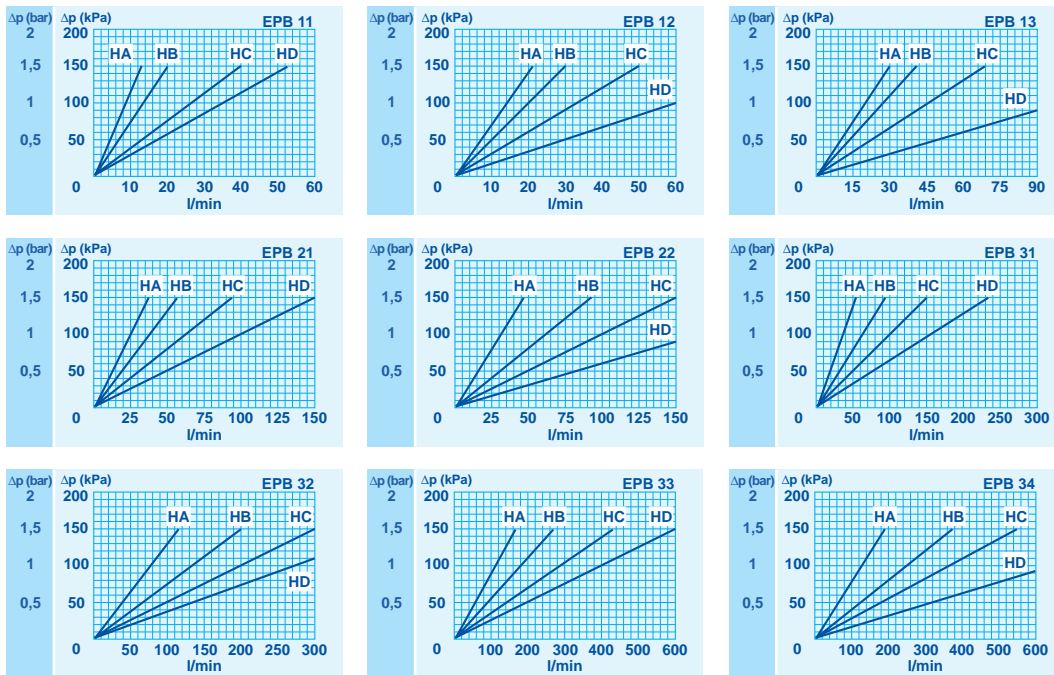 Δp (bar) Δp (kPa) EPB 11
2 200
HA HB HC HD
1,5 150
1 100
0,5 50
0 10 20 30 40 50 60
l/min
Δp (bar) Δp (kPa) EPB 12
2 200
HA HB HC
1,5 150
HD
1 100
0,5 50
0 10 20 30 40 50 60
l/min
Δp (bar) Δp (kPa) EPB 13
2 200
HA HB HC
1,5 150
HD
1 100
0,5 50
0 15 30 45 60 75 90
l/min
Δp (bar) Δp (kPa) EPB 21
2 200
HA HB HC HD
1,5 150
1 100
0,5 50
0 25 50 75 100 125 150
l/min
Δp (bar) Δp (kPa) EPB 22
2 200
HA HB HC
1,5 150
HD
1 100
0,5 50
0 25 50 75 100 125 150
l/min
Δp (bar) Δp (kPa) EPB 31
2 200
HA HB HC HD
1,5 150
1 100
0,5 50
0 50 100 150 200 250 300
l/min
Δp (bar) Δp (kPa) EPB 32
2 200
HA HB HC
1,5 150
1 100
HD
0,5 50
0 50 100 150 200 250 300
l/min
Δp (bar) Δp (kPa) EPB 33
2 200
HA HB HC HD
1,5 150
1 100
0,5 50
0 100 200 300 400 500 600
l/min
Δp (bar) Δp (kPa) EPB 34
2 200
HA HB HC
1,5 150
HD
1 100
0,5 50
0 100 200 300 400 500 600
l/min